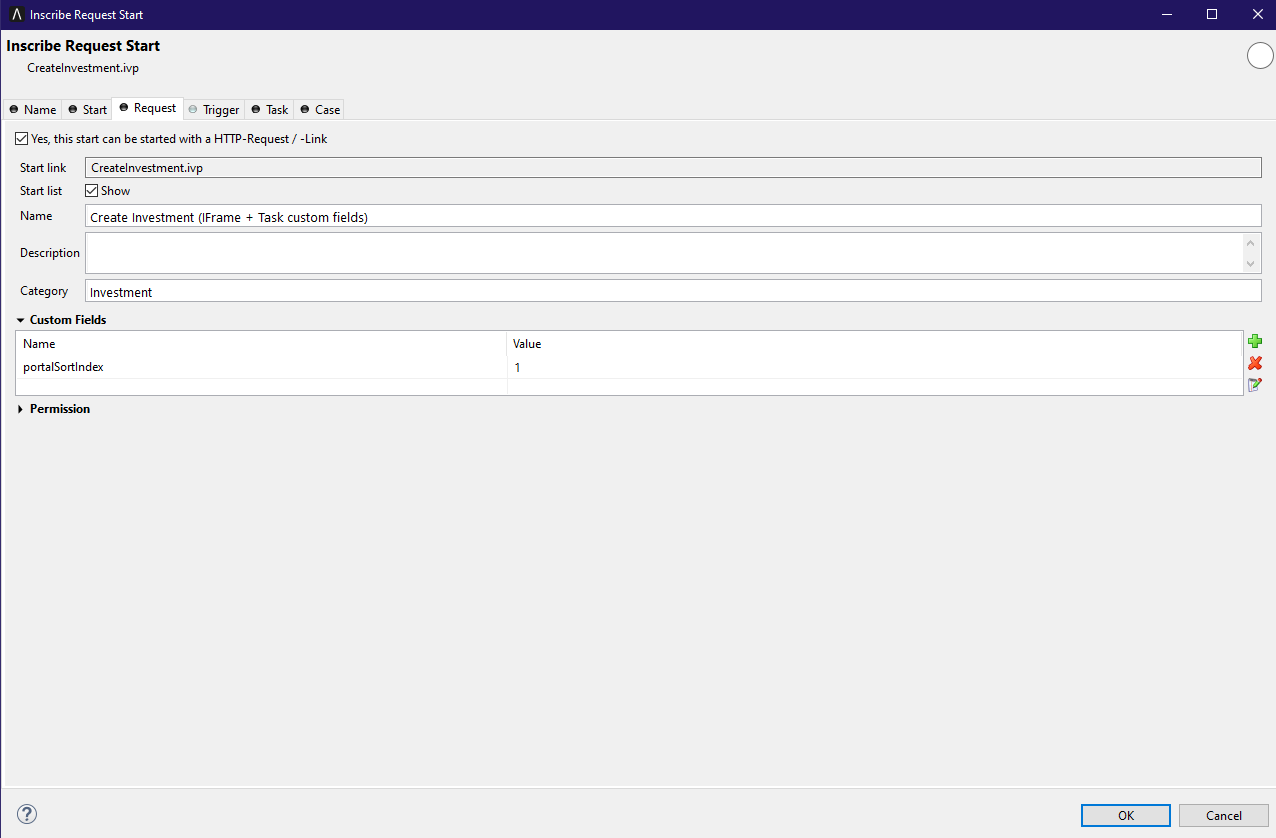 Inscribe Request Start
Inscribe Request Start
CreateInvestment.ivp
Name Start Request Trigger Task Case
Yes, this start can be started with a HTTP-Request / -Link
Start link CreateInvestment.ivp
Start list Show
Name Create Investment (IFrame + Task custom fields)
Description
Category Investment
Custom Fields
Name Value
portalSortIndex 1
Permission
? OK Cancel